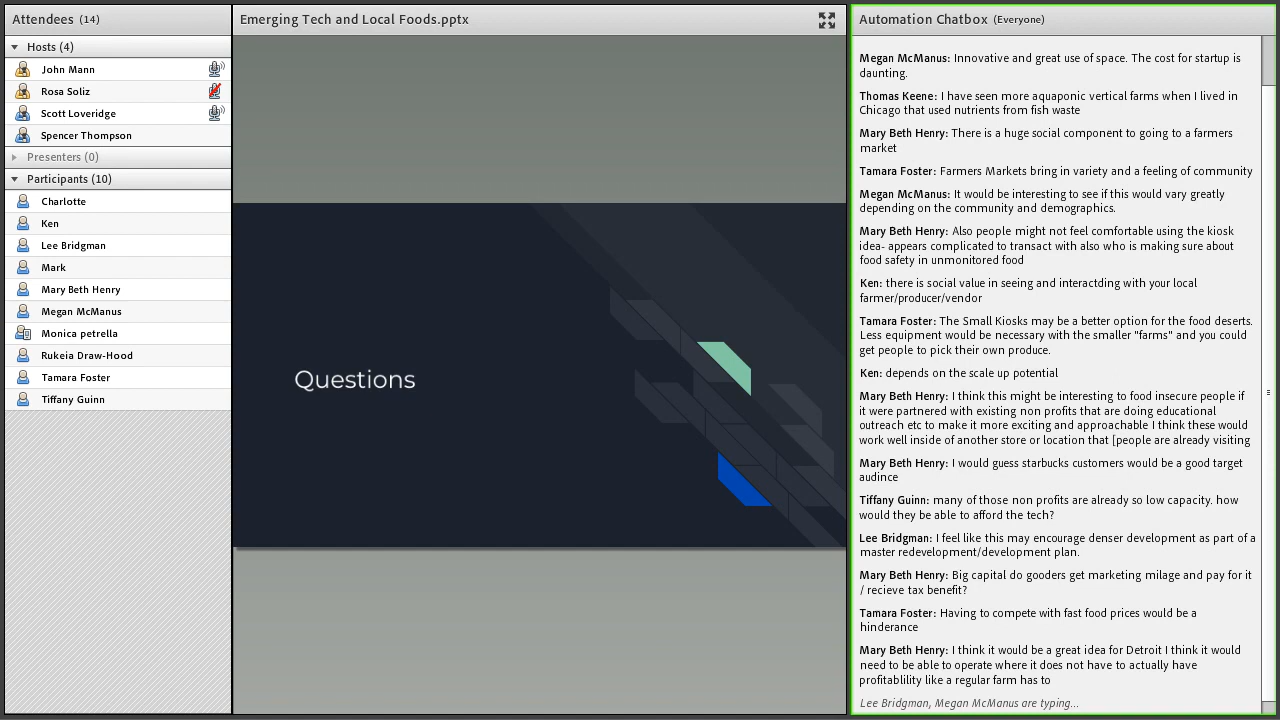 Attendees (14)
Hosts (4)
John Mann
Rosa Soliz
Scott Loveridge
Spencer Thompson
Presenters (0)
Participants (10)
Charlotte
Ken
Lee Bridgman
Mark
Mary Beth Henry
Megan McManus
Monica petrella
Rukeia Draw-Hood
Tamara Foster
Tiffany Guinn
Emerging Tech and Local Foods.pptx
Questions
Automation Chatbox (Everyone)
Megan McManus: Innovative and great use of space. The cost for startup is
daunting.
Thomas Keene: I have seen more aquaponic vertical farms when I lived in
Chicago that used nutrients from fish waste
Mary Beth Henry: There is a huge social component to going to a farmers
market
Tamara Foster: Farmers Markets bring in variety and a feeling of community
Megan McManus: It would be interesting to see if this would vary greatly
depending on the community and demographics.
Mary Beth Henry: Also people might not feel comfortable using the kiosk
idea- appears complicated to transact with also who is making sure about
food safety in unmonitored food
Ken: there is social value in seeing and interactding with your local
farmer/producer/vendor
Tamara Foster: The Small Kiosks may be a better option for the food deserts.
Less equipment would be necessary with the smaller "farms" and you could
get people to pick their own produce.
Ken: depends on the scale up potential
Mary Beth Henry: I think this might be interesting to food insecure people if
it were partnered with existing non profits that are doing educational
outreach etc to make it more exciting and approachable I think these would
work well inside of another store or location that [people are already visiting
Mary Beth Henry: I would guess starbucks customers would be a good target
audince
Tiffany Guinn: many of those non profits are already so low capacity. how
would they be able to afford the tech?
Lee Bridgman: I feel like this may encourage denser development as part of a
master redevelopment/development plan.
Mary Beth Henry: Big capital do gooders get marketing milage and pay for it
/ recieve tax benefit?
Tamara Foster: Having to compete with fast food prices would be a
hinderance
Mary Beth Henry: I think it would be a great idea for Detroit I think it would
need to be able to operate where it does not have to actually have
profitablility like a regular farm has to
Lee Bridgman, Megan McManus are typing...